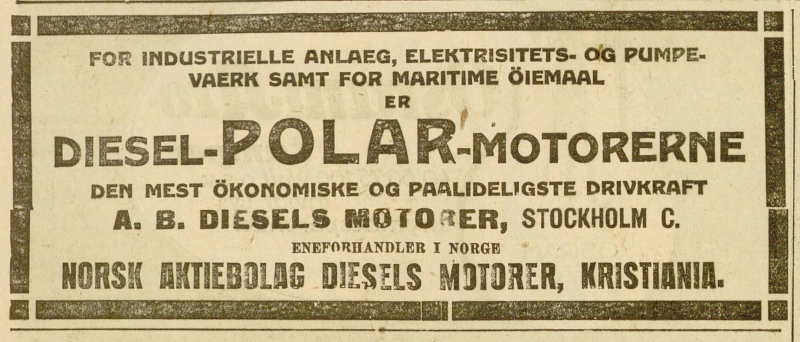 FOR INDUSTRIELLE ANLAEG, ELEKTRISITETS- OG PUMPE-
VAERK SAMT FOR MARITIME ÖIEMAAL
ER
DIESEL-POLAR-MOTORERNE
DEN MEST ÖKONOMISKE OG PAALIDELIGSTE DRIVKRAFT
A. B. DIESELS MOTORER, STOCKHOLM C.
ENEFORHANDLER I NORGE
NORSK AKTIEBOLAG DIESELS MOTORER, KRISTIANIA.